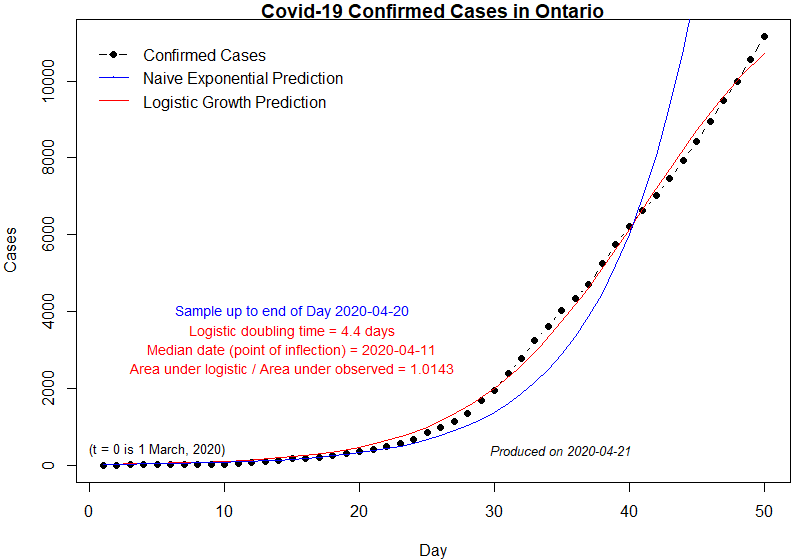 Covid-19 Confirmed Cases in Ontario
Confirmed Cases
Naive Exponential Prediction
Logistic Growth Prediction
Cases
10000
8000
6000
4000
2000
0
Sample up to end of Day 2020-04-20
Logistic doubling time = 4.4 days
Median date (point of inflection) = 2020-04-11
Area under logistic / Area under observed = 1.0143
(t = 0 is 1 March, 2020)
Produced on 2020-04-21
0 10 20 30 40 50
Day